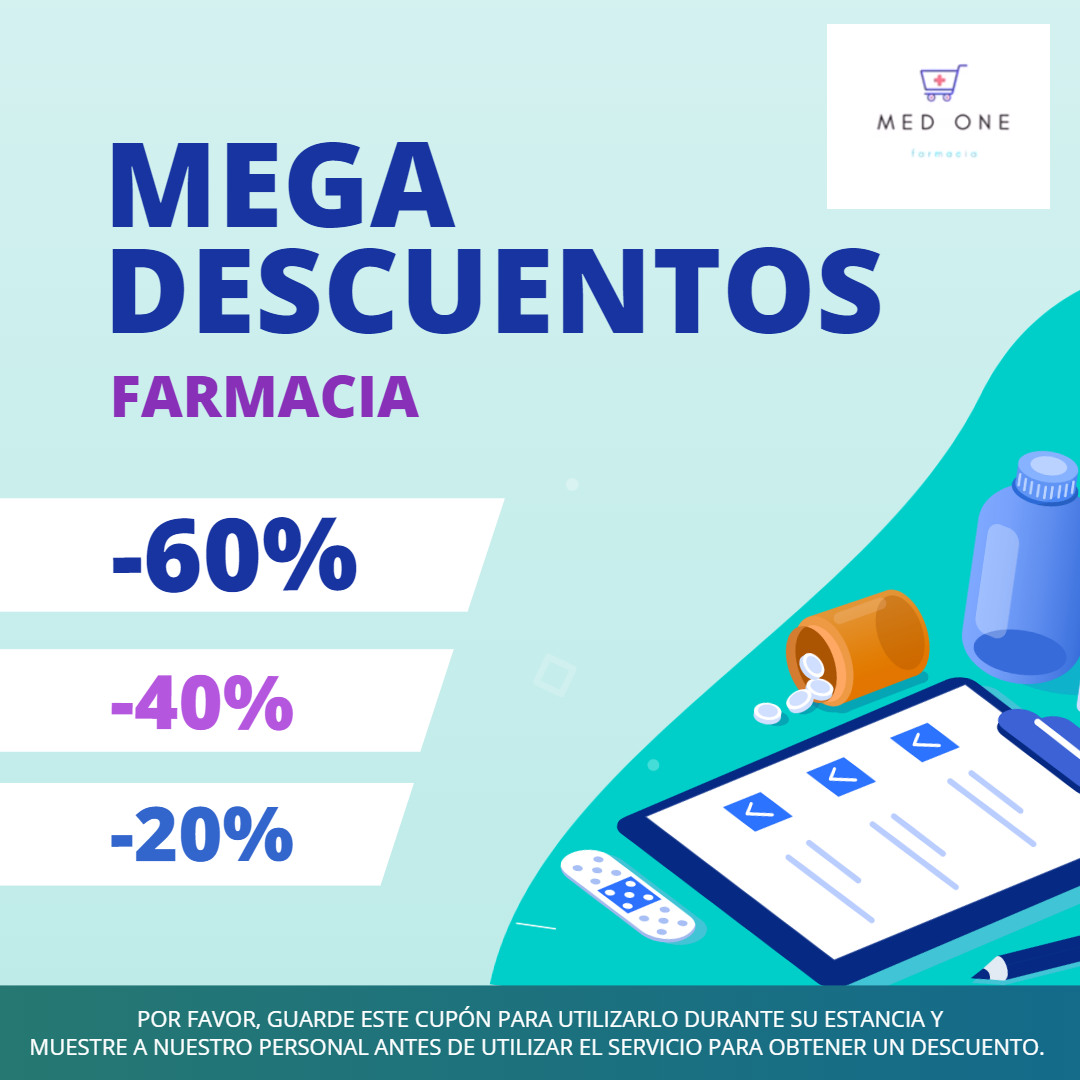 MED ONE
farmacia
MEGA
DESCUENTOS
FARMACIA
-60%
-40%
-20%
POR FAVOR, GUARDE ESTE CUPÓN PARA UTILIZARLO DURANTE SU ESTANCIA Y
MUESTRE A NUESTRO PERSONAL ANTES DE UTILIZAR EL SERVICIO PARA OBTENER UN DESCUENTO.